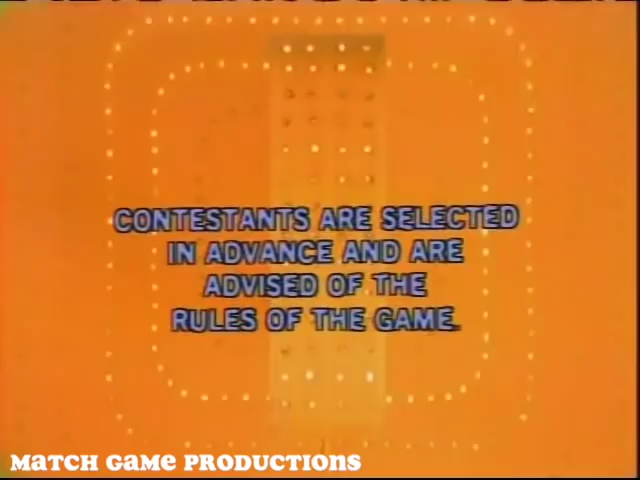 CONTESTANTS ARE SELECTED
IN ADVANCE AND ARE
ADVISED OF THE
RULES OF THE GAME.
MATCH GAME PRODUCTIONS